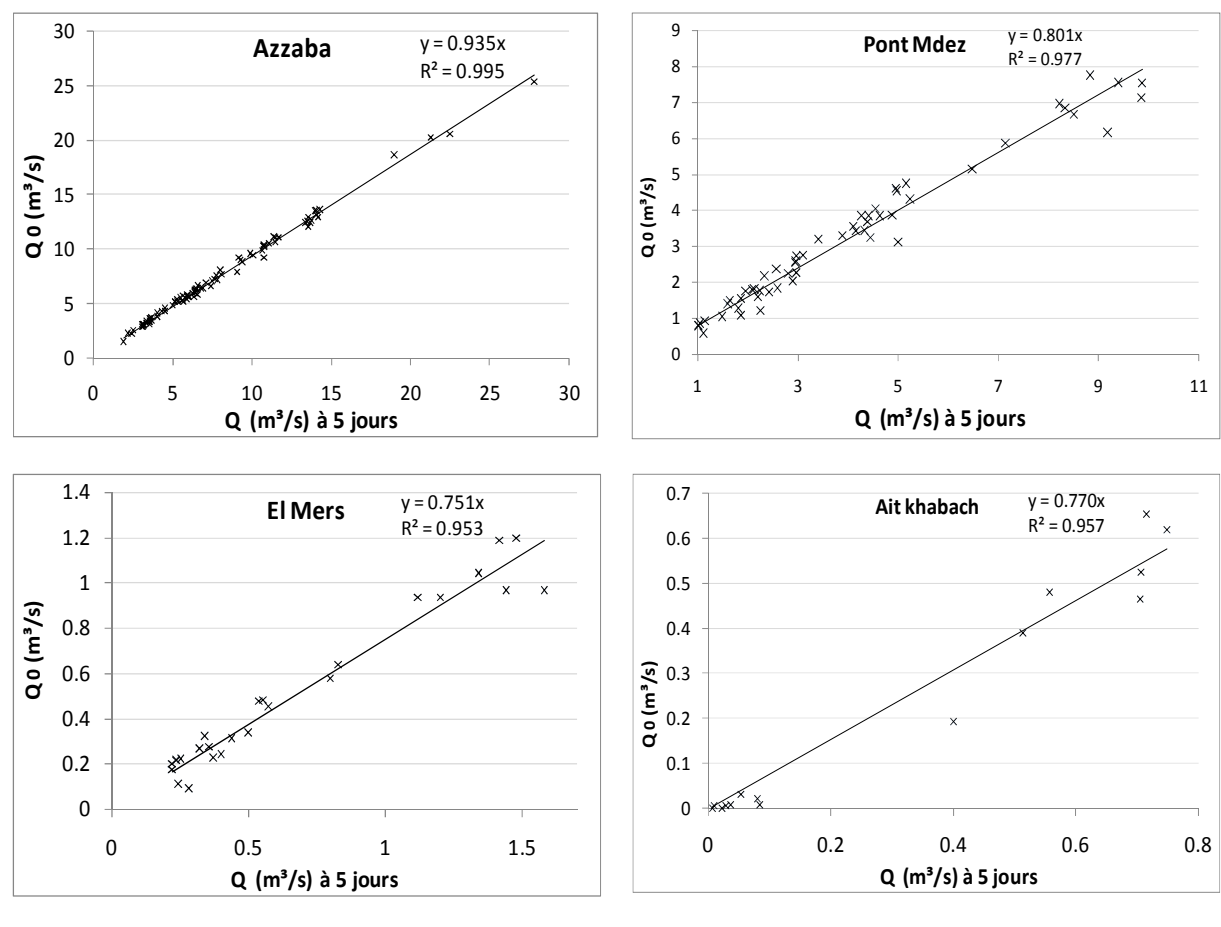 Azzaba
y = 0.935x
R² = 0.995
30
25
20
15
10
5
0
0 5 10 15 20 25 30
Q 0 (m³/s)
Q (m³/s) à 5 jours
Pont Mdez
y = 0.801x
R² = 0.977
9
8
7
6
5
4
3
2
1
0
1 3 5 7 9 11
Q 0 (m³/s)
Q (m³/s) à 5 jours
El Mers
y = 0.751x
R² = 0.953
1.4
1.2
1
0.8
0.6
0.4
0.2
0
0 0.5 1 1.5
Q 0 (m³/s)
Q (m³/s) à 5 jours
Ait khabach
y = 0.770x
R² = 0.957
0.7
0.6
0.5
0.4
0.3
0.2
0.1
0
0 0.2 0.4 0.6 0.8
Q 0 (m³/s)
Q (m³/s) à 5 jours